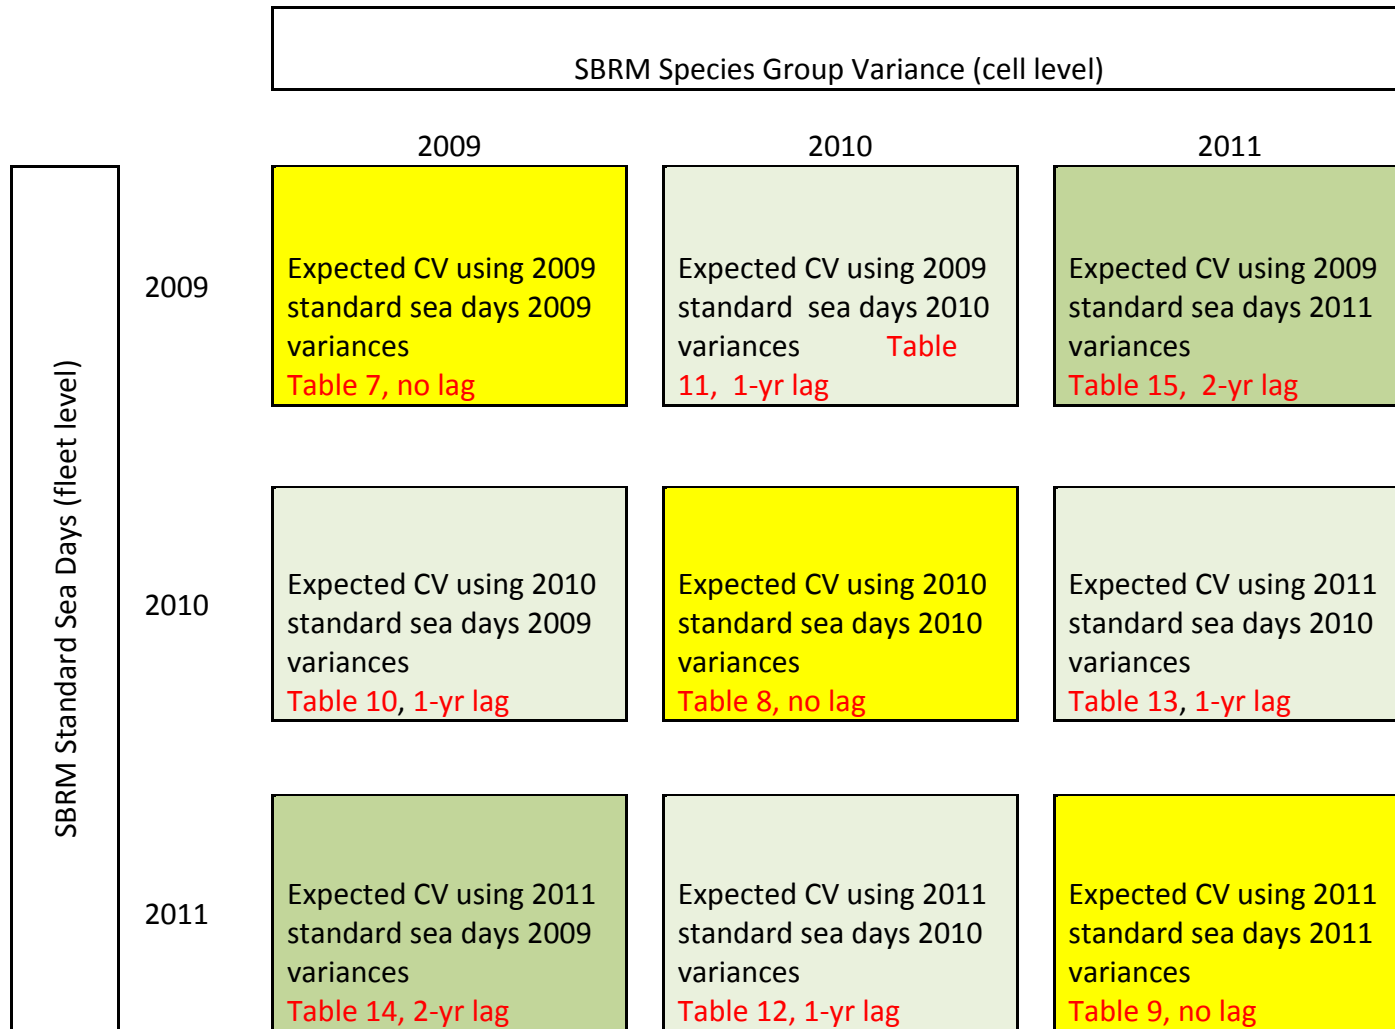 SBRM Species Group Variance (cell level)
2009
2010
2011
SBRM Standard Sea Days (fleet level)
2009
Expected CV using 2009
standard sea days 2009
variances
Table 7, no lag
Expected CV using 2009
standard sea days 2010
variances Table
11, 1-yr lag
Expected CV using 2009
standard sea days 2011
variances
Table 15, 2-yr lag
2010
Expected CV using 2010
standard sea days 2009
variances
Table 10, 1-yr lag
Expected CV using 2010
standard sea days 2010
variances
Table 8, no lag
Expected CV using 2011
standard sea days 2010
variances
Table 13, 1-yr lag
2011
Expected CV using 2011
standard sea days 2009
variances
Table 14, 2-yr lag
Expected CV using 2011
standard sea days 2010
variances
Table 12, 1-yr lag
Expected CV using 2011
standard sea days 2011
variances
Table 9, no lag